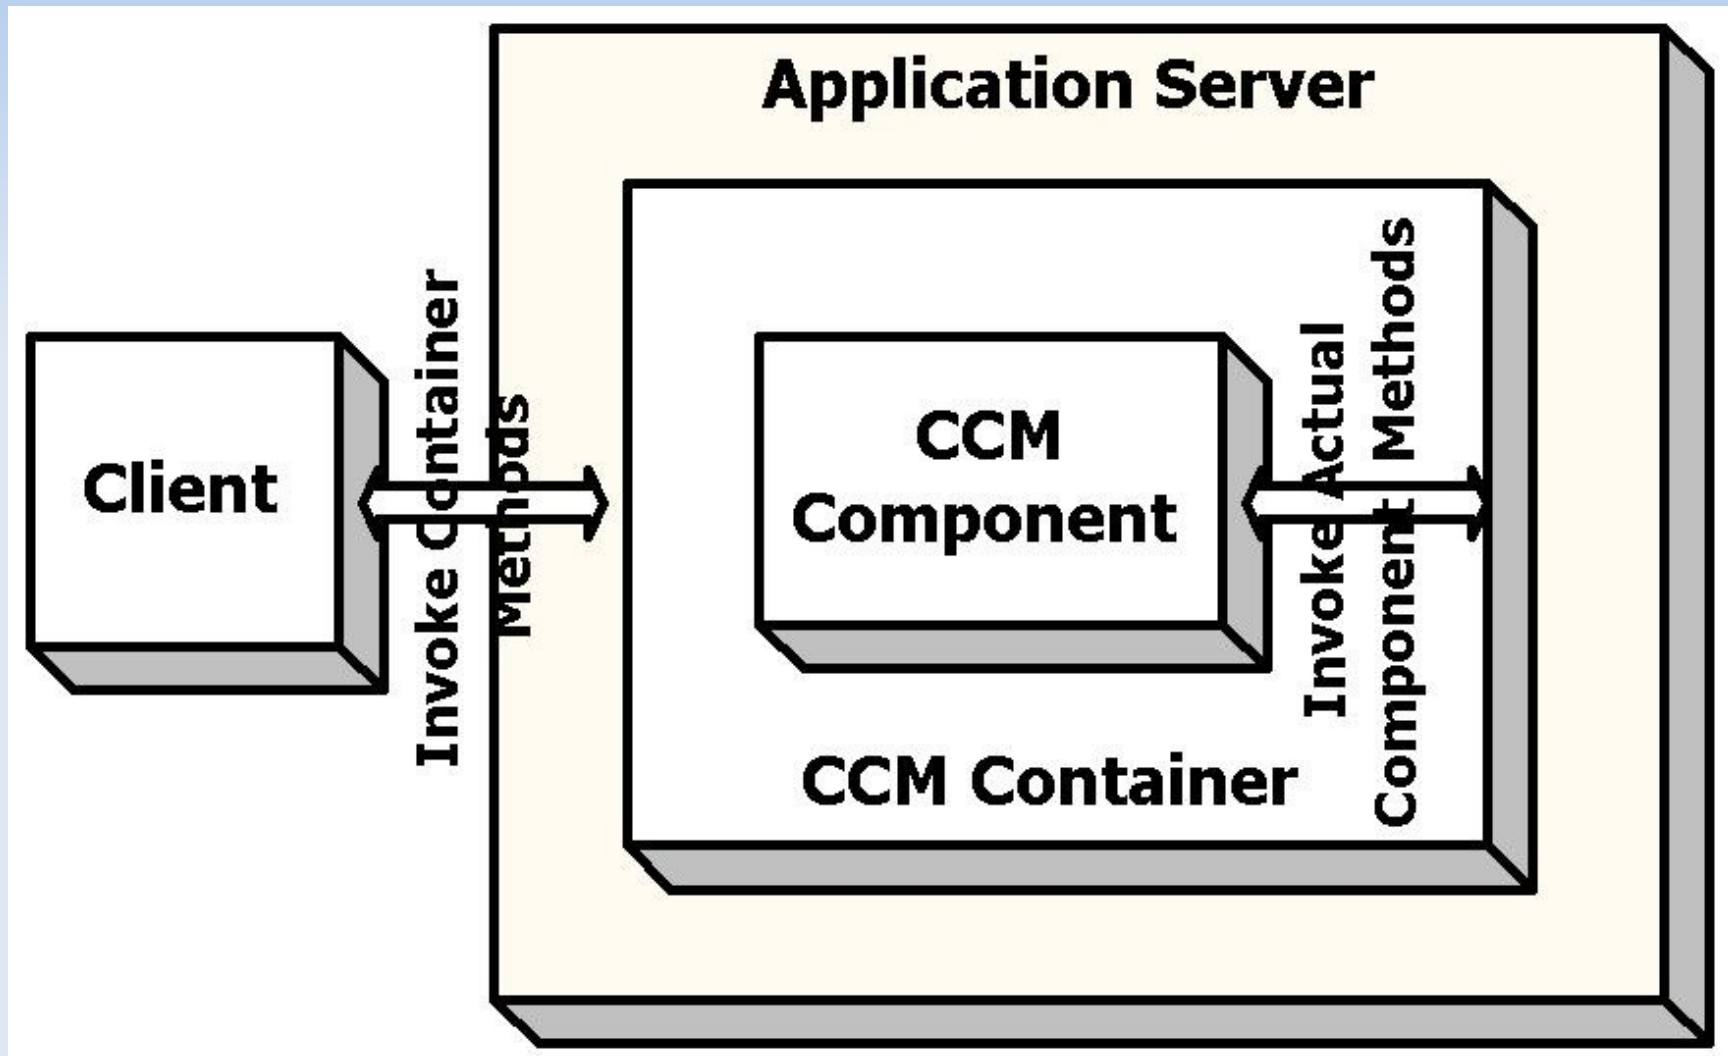 Application Server
Client
Invoke Container
Methods
CCM
Component
Invoke Actual
Component Methods
CCM Container